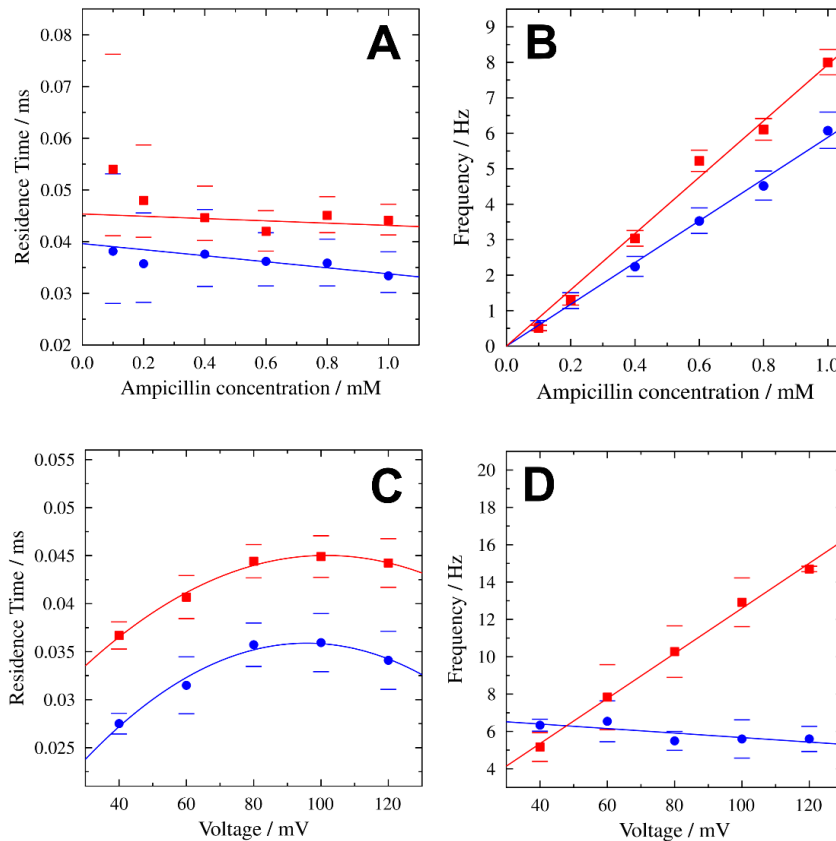 A
Residence Time / ms
0.08
0.07
0.06
0.05
0.04
0.03
0.02
0.0 0.2 0.4 0.6 0.8 1.0
Ampicillin concentration / mM
B
Frequency / Hz
9
8
7
6
5
4
3
2
1
0
0.0 0.2 0.4 0.6 0.8 1.0
Ampicillin concentration / mM
C
Residence Time / ms
0.055
0.05
0.045
0.04
0.035
0.03
0.025
40 60 80 100 120
Voltage / mV
D
Frequency / Hz
20
18
16
14
12
10
8
6
4
40 60 80 100 120
Voltage / mV